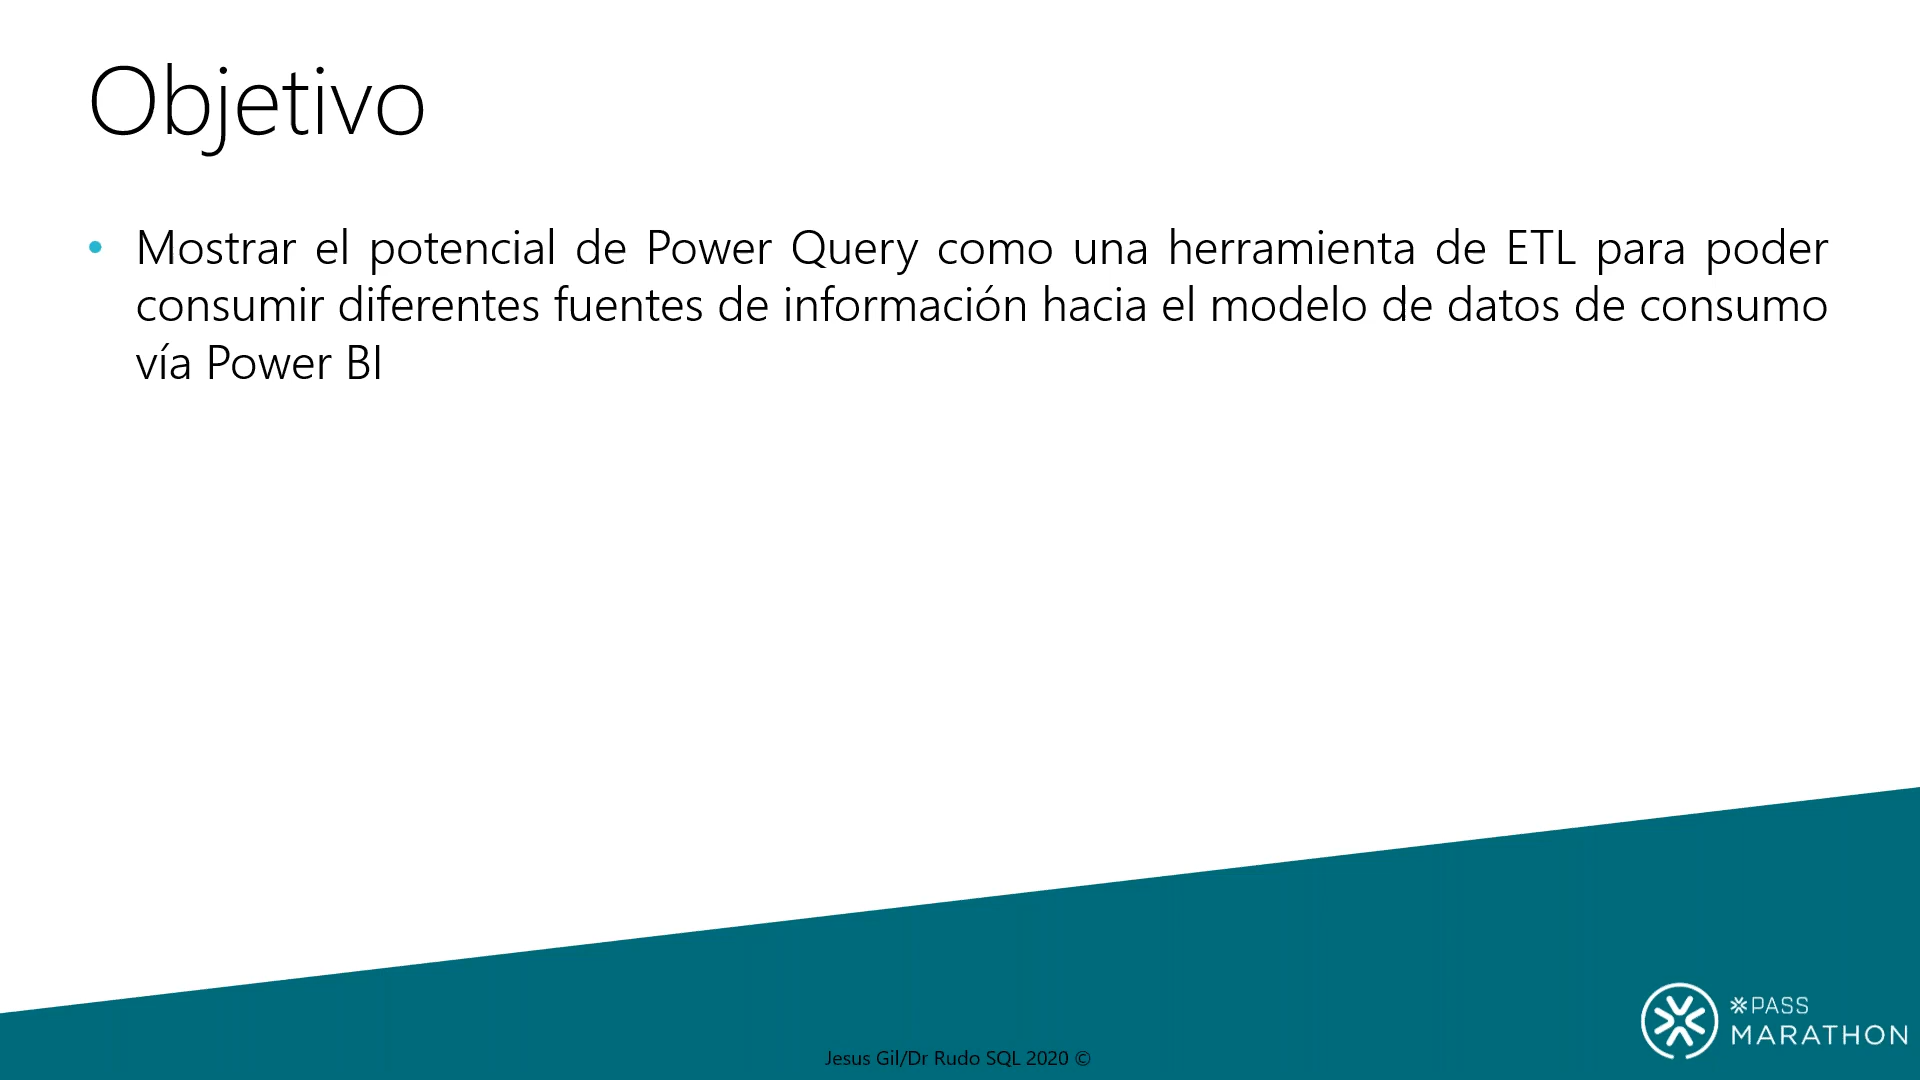 Objetivo
• Mostrar el potencial de Power Query como una herramienta de ETL para poder
consumir diferentes fuentes de información hacia el modelo de datos de consumo
vía Power BI
PASS
MARATHON
Jesus Gil/Dr Rudo SQL 2020 ©